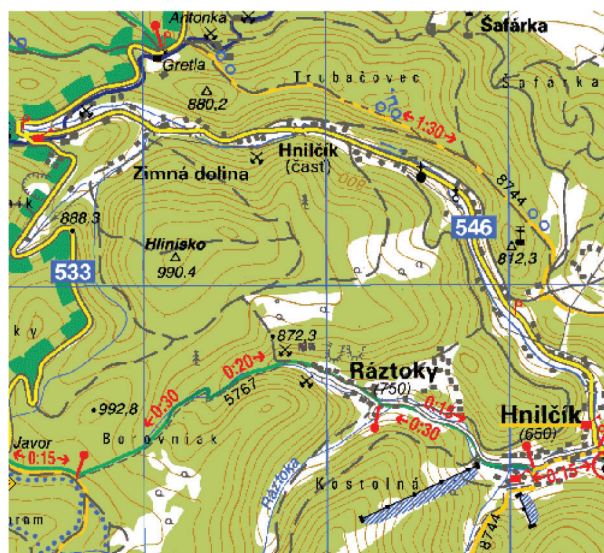 Antonka
Šafárka
Gretla
Trubačovec
Šafárka
880,2
1:30
Hnilčík
(časť)
Zimná dolina
008
8744
546
888,3
Hlinisko
990.4
812,3
533
ky
872,3
0:20
Ráztoky
(750)
5767
0:30
0:15
Hnilčík
(650)
992,8
0:30
Borovniak
Javor
0:15
0:15
Ráztoka
Kostolná
8744